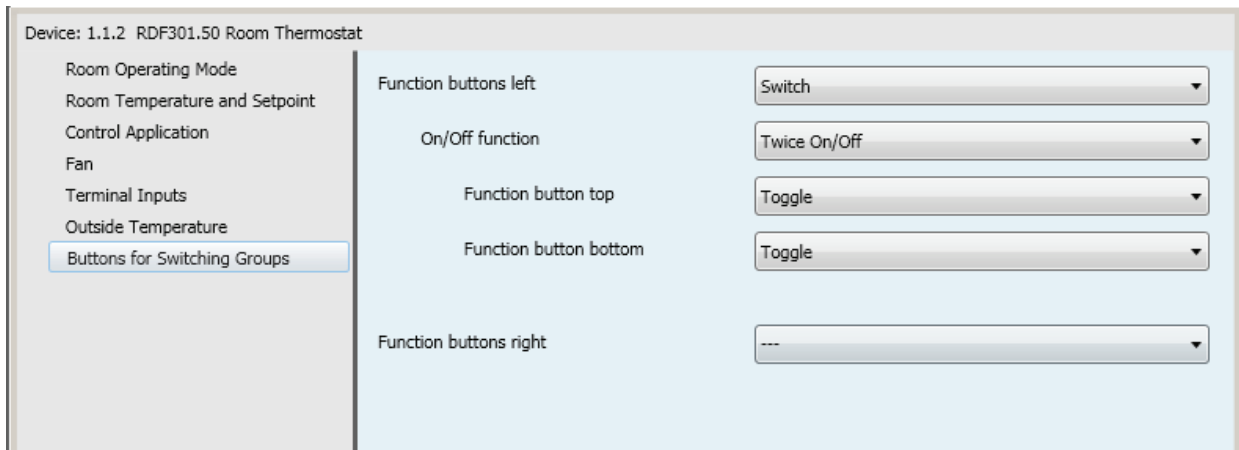 Device: 1.1.2 RDF301.50 Room Thermostat
Room Operating Mode
Room Temperature and Setpoint
Control Application
Fan
Terminal Inputs
Outside Temperature
Buttons for Switching Groups
Function buttons left
Switch
On/Off function
Twice On/Off
Function button top
Toggle
Function button bottom
Toggle
Function buttons right
---